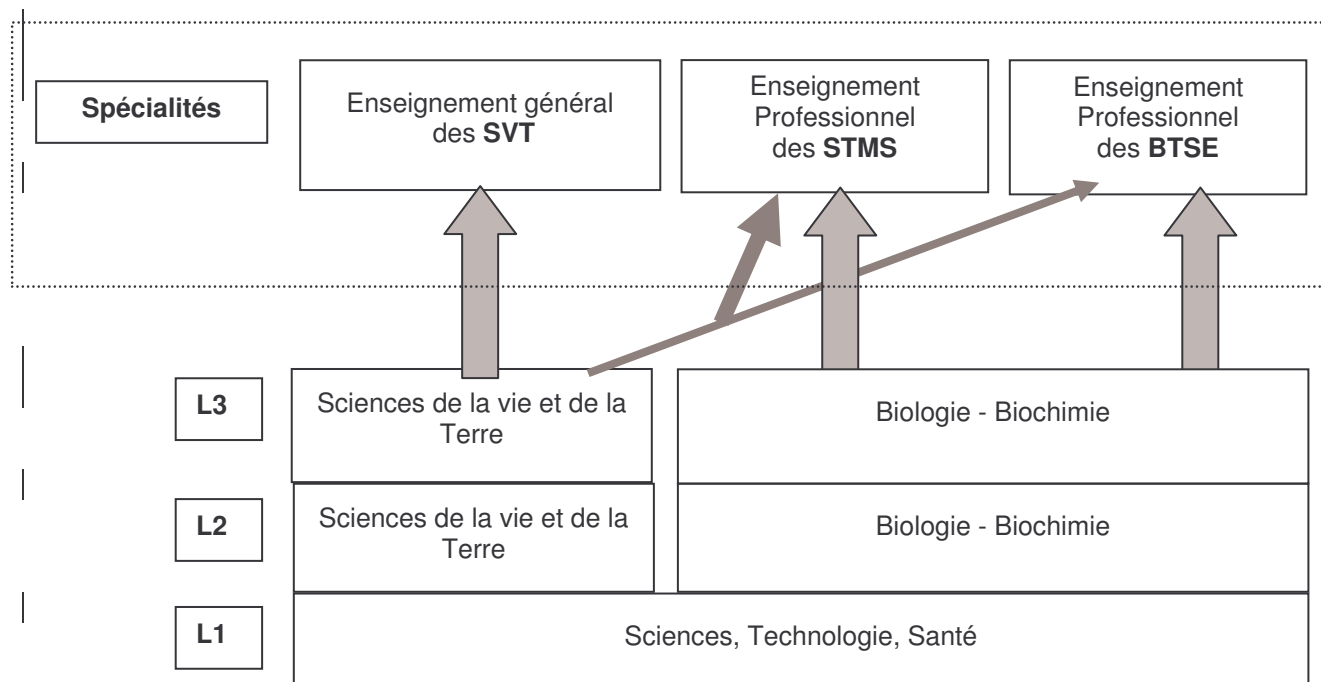 Spécialités
Enseignement général
des SVT
Enseignement
Professionnel
des STMS
Enseignement
Professionnel
des BTSE
L3
Sciences de la vie et de la
Terre
Biologie - Biochimie
L2
Sciences de la vie et de la
Terre
Biologie - Biochimie
L1
Sciences, Technologie, Santé